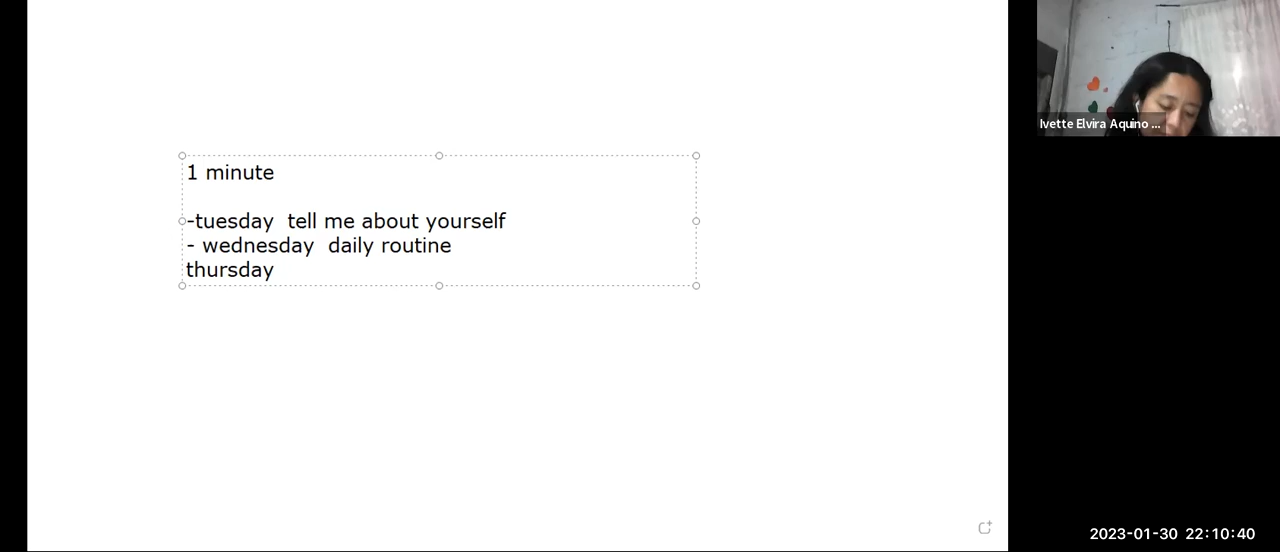 1 minute
-tuesday  tell me about yourself
- wednesday  daily routine
thursday
Ivette Elvira Aquino ...
2023-01-30 22:10:40